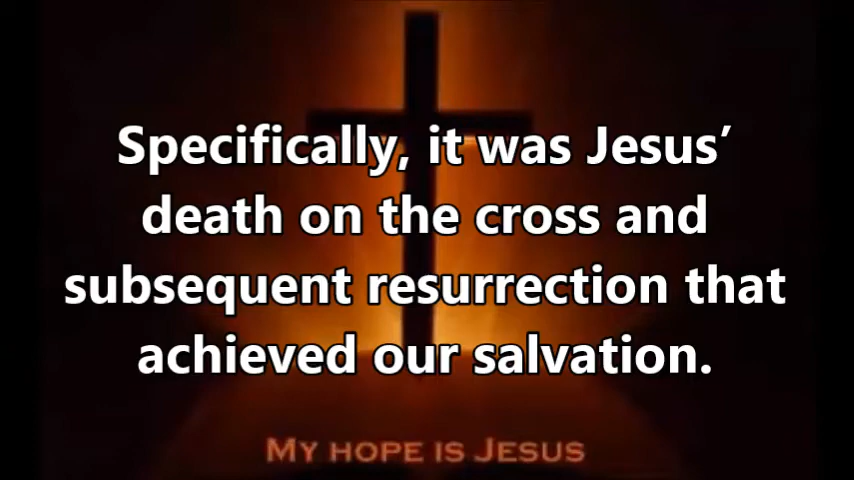 Specifically, it was Jesus’
death on the cross and
subsequent resurrection that
achieved our salvation.
My hope is Jesus